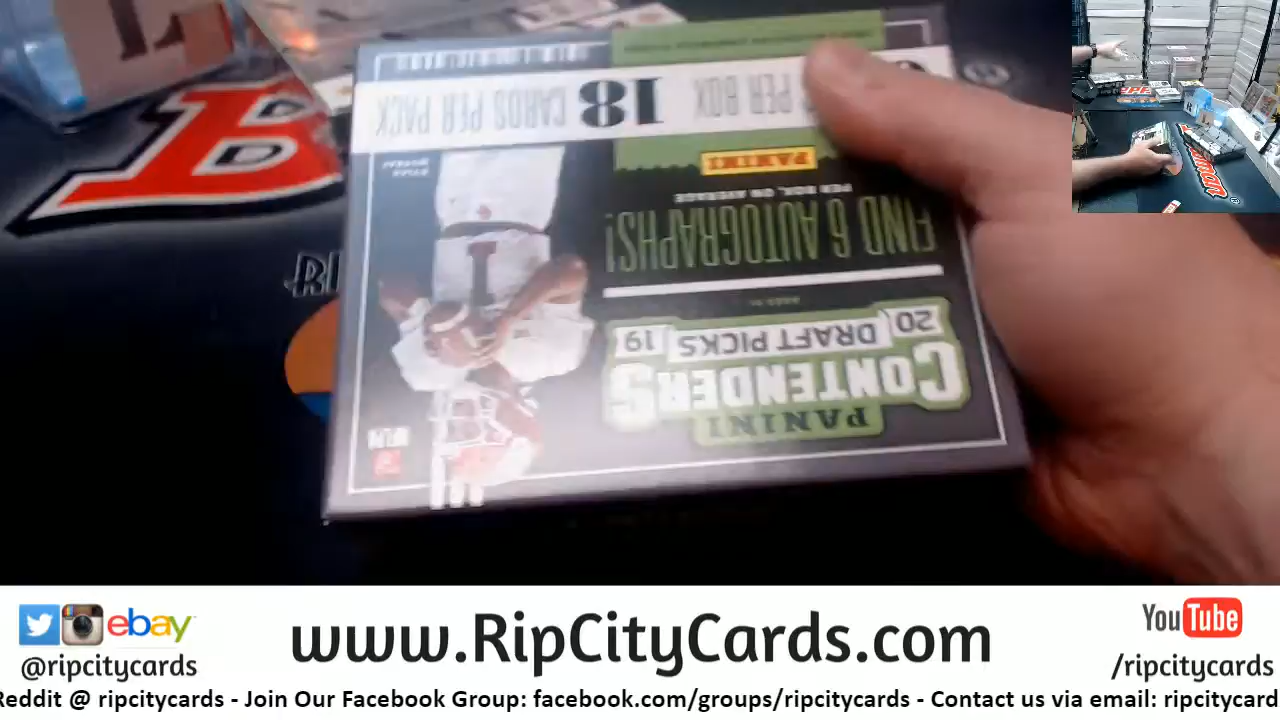 PANINI
CONTENDERS
20 DRAFT PICKS 19
FIND 6 AUTOGRAPHS!
PER BOX, ON AVERAGE
PANINI
PER BOX 18 CARDS PER PACK
ebay
@ripcitycards
www.RipCityCards.com
YouTube
/ripcitycards
Reddit @ ripcitycards - Join Our Facebook Group: facebook.com/groups/ripcitycards - Contact us via email: ripcitycard